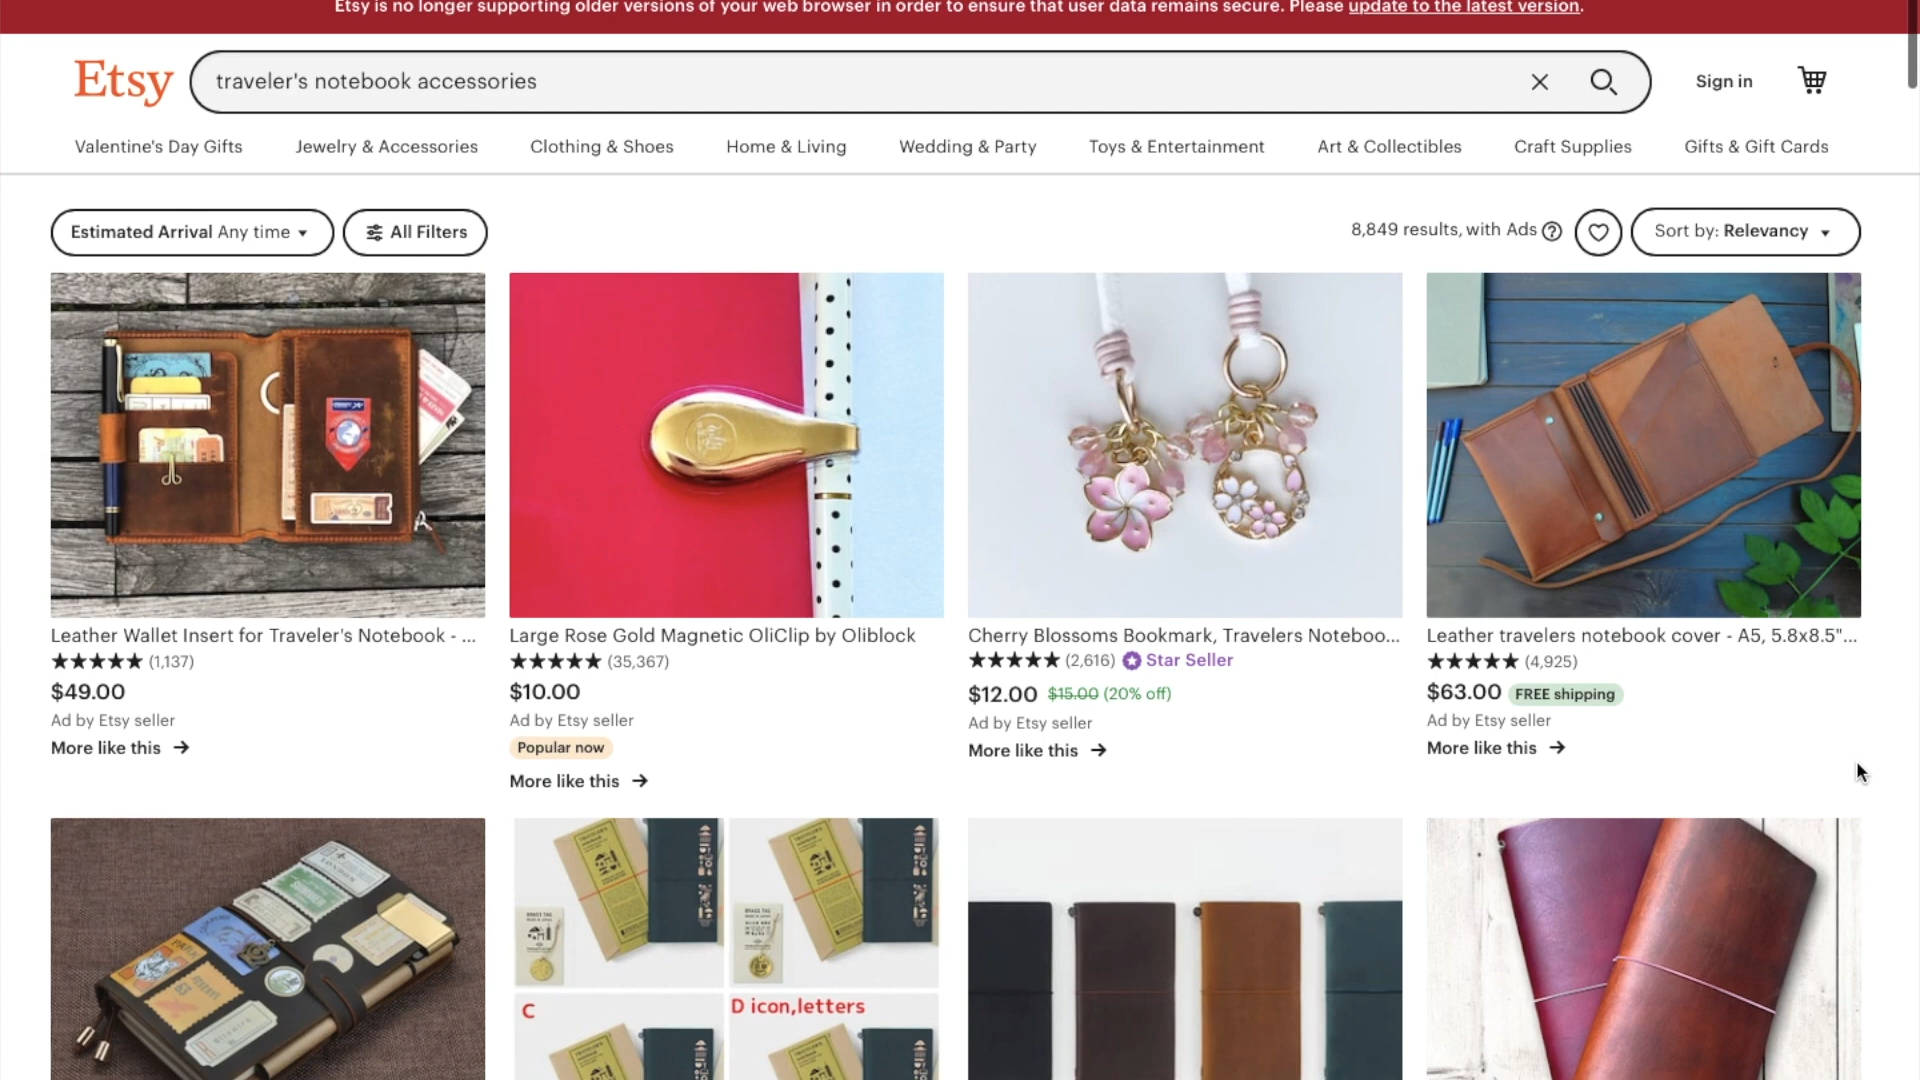 Etsy is no longer supporting older versions of your web browser in order to ensure that user data remains secure. Please update to the latest version.
Etsy
traveler's notebook accessories
Sign in
Valentine's Day Gifts
Jewelry & Accessories
Clothing & Shoes
Home & Living
Wedding & Party
Toys & Entertainment
Art & Collectibles
Craft Supplies
Gifts & Gift Cards
Estimated Arrival Any time
All Filters
8,849 results, with Ads
Sort by: Relevancy
Leather Wallet Insert for Traveler's Notebook - ...
(1,137)
$49.00
Ad by Etsy seller
More like this
Large Rose Gold Magnetic OliClip by Oliblock
(35,367)
$10.00
Ad by Etsy seller
Popular now
More like this
Cherry Blossoms Bookmark, Travelers Noteboo...
(2,616) Star Seller
$12.00 $15.00 (20% off)
Ad by Etsy seller
More like this
Leather travelers notebook cover - A5, 5.8x8.5"...
(4,925)
$63.00 FREE shipping
Ad by Etsy seller
More like this
C
D icon,letters